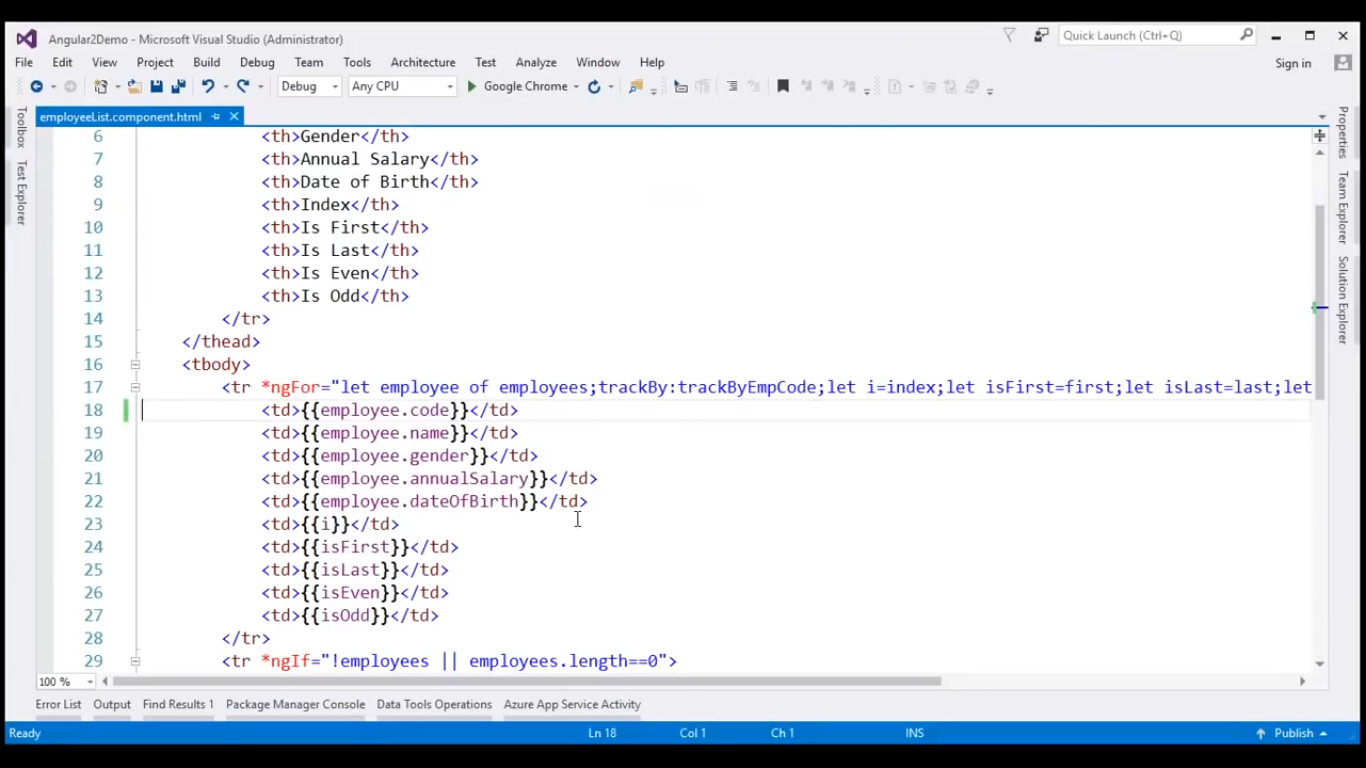 Angular2Demo - Microsoft Visual Studio (Administrator)
Quick Launch (Ctrl+Q)
File Edit View Project Build Debug Team Tools Architecture Test Analyze Window Help
Sign in
Debug Any CPU Google Chrome
employeeList.component.html
Toolbox
Test Explorer
Properties
Team Explorer
Solution Explorer
6 <th>Gender</th>
7 <th>Annual Salary</th>
8 <th>Date of Birth</th>
9 <th>Index</th>
10 <th>Is First</th>
11 <th>Is Last</th>
12 <th>Is Even</th>
13 <th>Is Odd</th>
14 </tr>
15 </thead>
16 <tbody>
17 <tr *ngFor="let employee of employees;trackBy:trackByEmpCode;let i=index;let isFirst=first;let isLast=last;let
18 <td>{{employee.code}}</td>
19 <td>{{employee.name}}</td>
20 <td>{{employee.gender}}</td>
21 <td>{{employee.annualSalary}}</td>
22 <td>{{employee.dateOfBirth}}</td>
23 <td>{{i}}</td>
24 <td>{{isFirst}}</td>
25 <td>{{isLast}}</td>
26 <td>{{isEven}}</td>
27 <td>{{isOdd}}</td>
28 </tr>
29 <tr *ngIf="!employees || employees.length==0">
100 %
Error List Output Find Results 1 Package Manager Console Data Tools Operations Azure App Service Activity
Ready Ln 18 Col 1 Ch 1 INS Publish